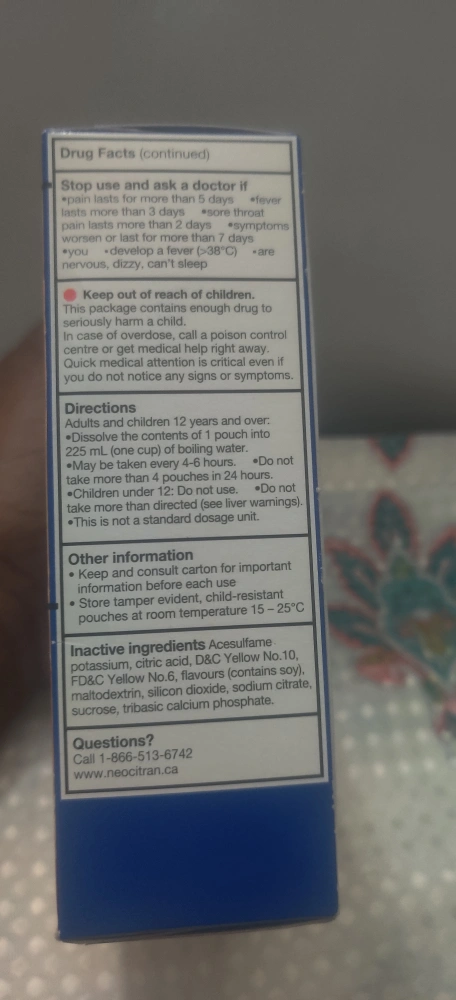 Drug Facts (continued)
Stop use and ask a doctor if
•pain lasts for more than 5 days •fever
lasts more than 3 days •sore throat
pain lasts more than 2 days •symptoms
worsen or last for more than 7 days
•you •develop a fever (>38°C) •are
nervous, dizzy, can't sleep
Keep out of reach of children.
This package contains enough drug to
seriously harm a child.
In case of overdose, call a poison control
centre or get medical help right away.
Quick medical attention is critical even if
you do not notice any signs or symptoms.
Directions
Adults and children 12 years and over:
•Dissolve the contents of 1 pouch into
225 mL (one cup) of boiling water.
•May be taken every 4-6 hours. •Do not
take more than 4 pouches in 24 hours.
•Children under 12: Do not use. •Do not
take more than directed (see liver warnings).
•This is not a standard dosage unit.
Other information
• Keep and consult carton for important
information before each use
• Store tamper evident, child-resistant
pouches at room temperature 15 – 25°C
Inactive ingredients Acesulfame
potassium, citric acid, D&C Yellow No.10,
FD&C Yellow No.6, flavours (contains soy),
maltodextrin, silicon dioxide, sodium citrate,
sucrose, tribasic calcium phosphate.
Questions?
Call 1-866-513-6742
www.neocitran.ca